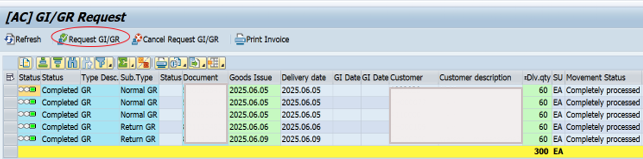 [AC] GI/GR Request
Refresh Request GI/GR Cancel Request GI/GR Print Invoice
Status Status Type Desc. Sub.Type Status Document Goods Issue Delivery date GI Date GI Date Customer Customer description Dlv.qty SU Movement Status
Completed GR Normal GR 2025.06.05 2025.06.05 60 EA Completely processed
Completed GR Normal GR 2025.06.05 2025.06.05 60 EA Completely processed
Completed GR Normal GR 2025.06.05 2025.06.05 60 EA Completely processed
Completed GR Return GR 2025.06.06 2025.06.09 60 EA Completely processed
Completed GR Return GR 2025.06.09 2025.06.09 60 EA Completely processed
300 EA